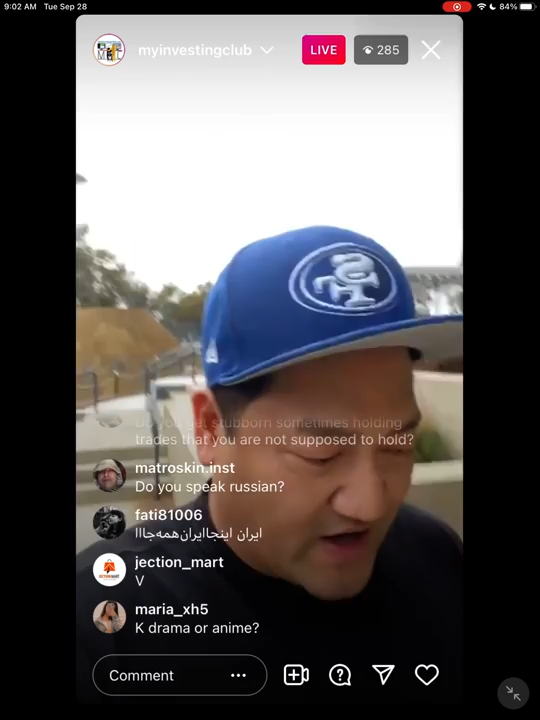 9:02 AM Tue Sep 28
84%
myinvestingclub
LIVE
285
SF
Do you get stubborn sometimes holding
trades that you are not supposed to hold?
matroskin.inst
Do you speak russian?
fati81006
ایران اینجاایران‌همه‌جااا
jection_mart
V
maria_xh5
K drama or anime?
Comment